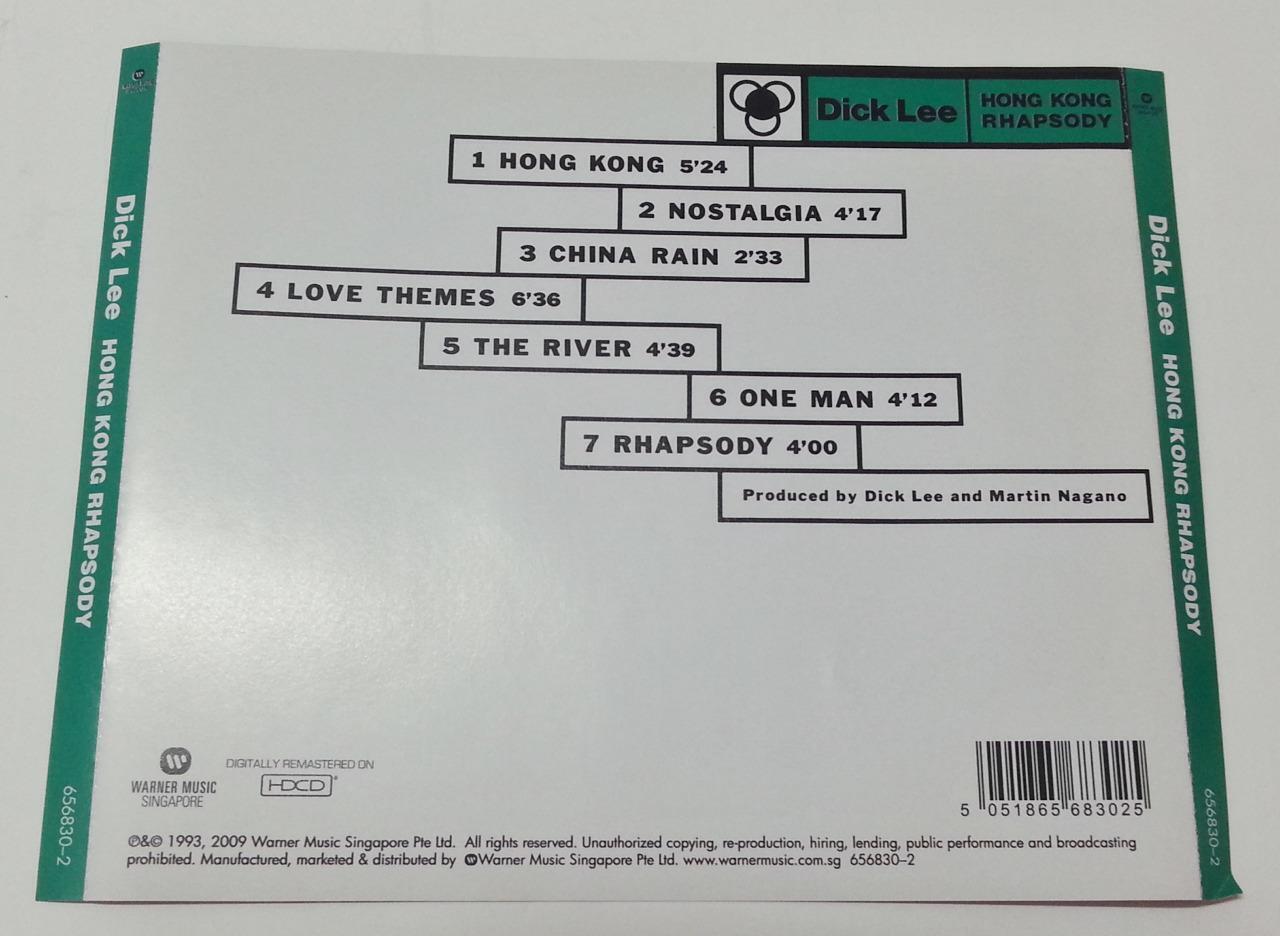 Dick Lee
HONG KONG
RHAPSODY
1 HONG KONG 5'24
2 NOSTALGIA 4'17
3 CHINA RAIN 2'33
4 LOVE THEMES 6'36
5 THE RIVER 4'39
6 ONE MAN 4'12
7 RHAPSODY 4'00
Produced by Dick Lee and Martin Nagano
Dick Lee HONG KONG RHAPSODY
656830-2
Dick Lee HONG KONG RHAPSODY
656830-2
WARNER MUSIC
SINGAPORE
DIGITALLY REMASTERED ON
HDCD®
5 051865 683025
℗&© 1993, 2009 Warner Music Singapore Pte Ltd. All rights reserved. Unauthorized copying, re-production, hiring, lending, public performance and broadcasting
prohibited. Manufactured, marketed & distributed by Warner Music Singapore Pte Ltd. www.warnermusic.com.sg 656830-2